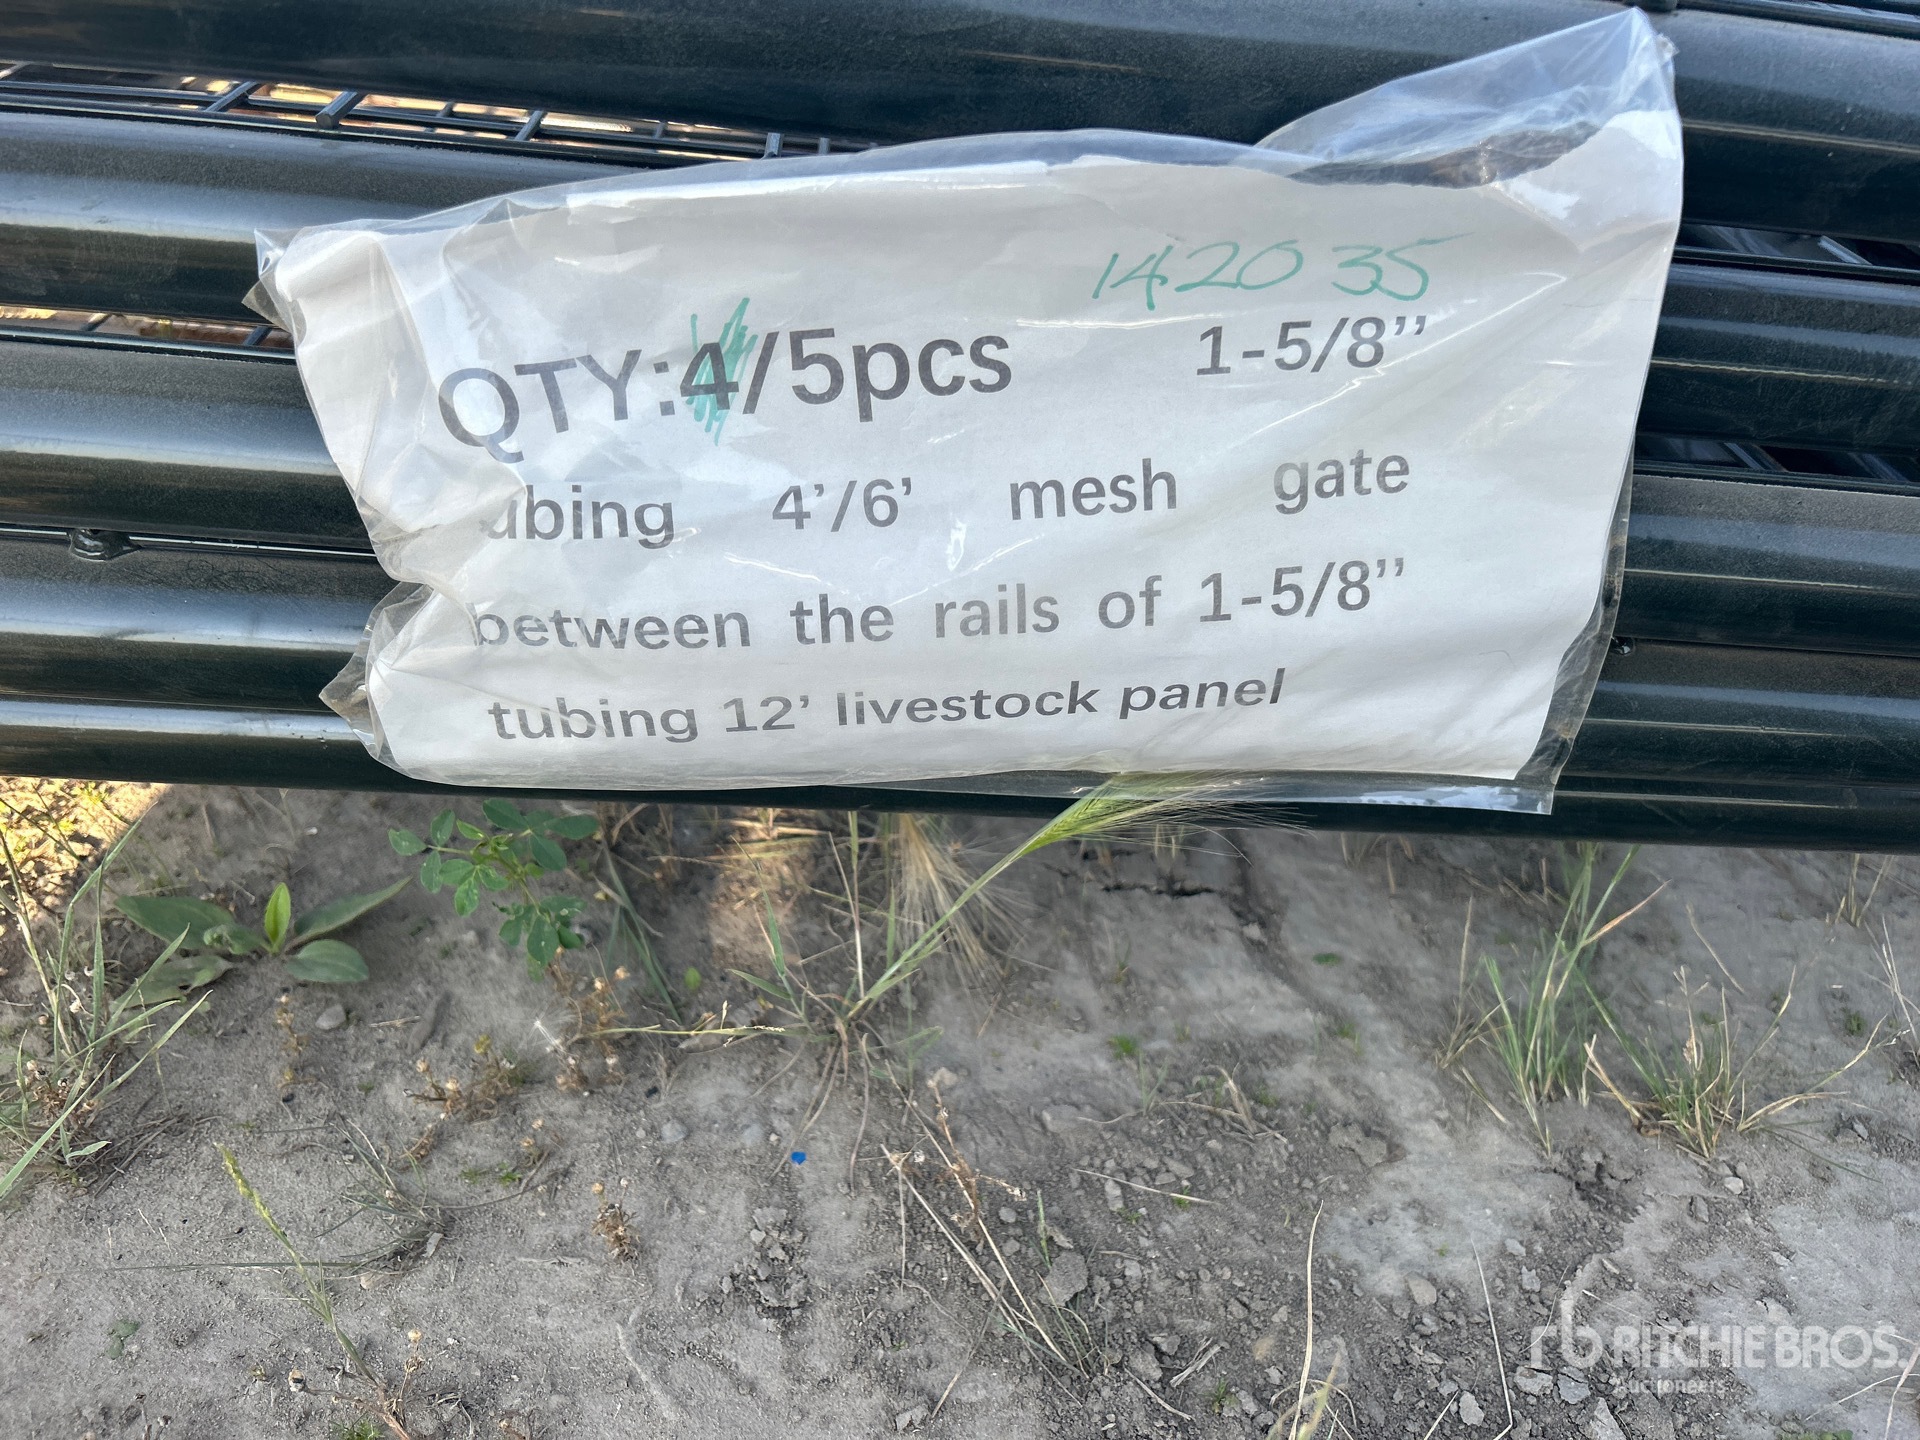 142035
QTY:4/5pcs 1-5/8’’
ubing 4’/6’ mesh gate
between the rails of 1-5/8’’
tubing 12’ livestock panel
rb RITCHIE BROS.
Auctioneers